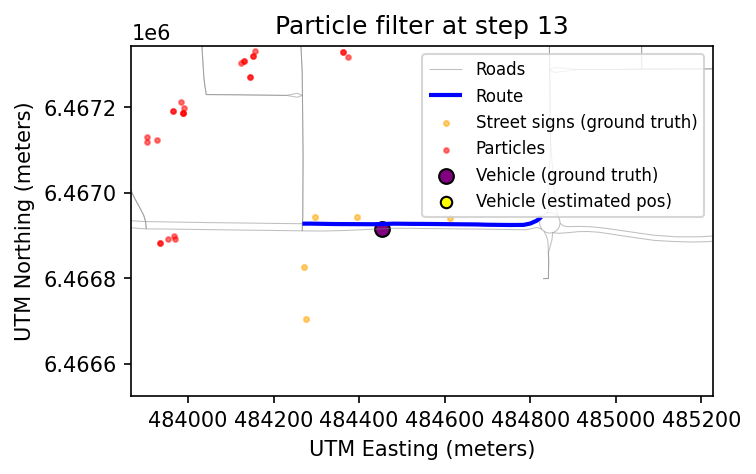 Particle filter at step 13
1e6
Roads
Route
Street signs (ground truth)
Particles
Vehicle (ground truth)
Vehicle (estimated pos)
6.4672
6.4670
6.4668
6.4666
UTM Northing (meters)
484000 484200 484400 484600 484800 485000 485200
UTM Easting (meters)